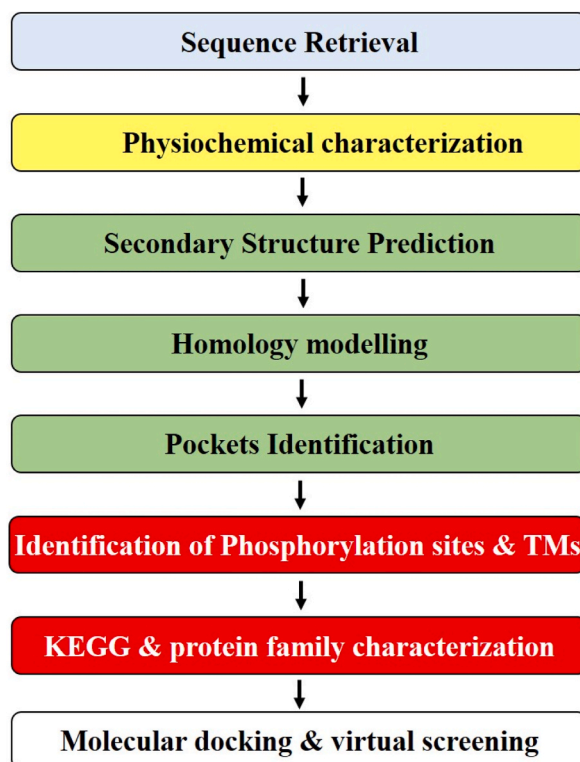 Sequence Retrieval
Physiochemical characterization
Secondary Structure Prediction
Homology modelling
Pockets Identification
Identification of Phosphorylation sites & TMs
KEGG & protein family characterization
Molecular docking & virtual screening